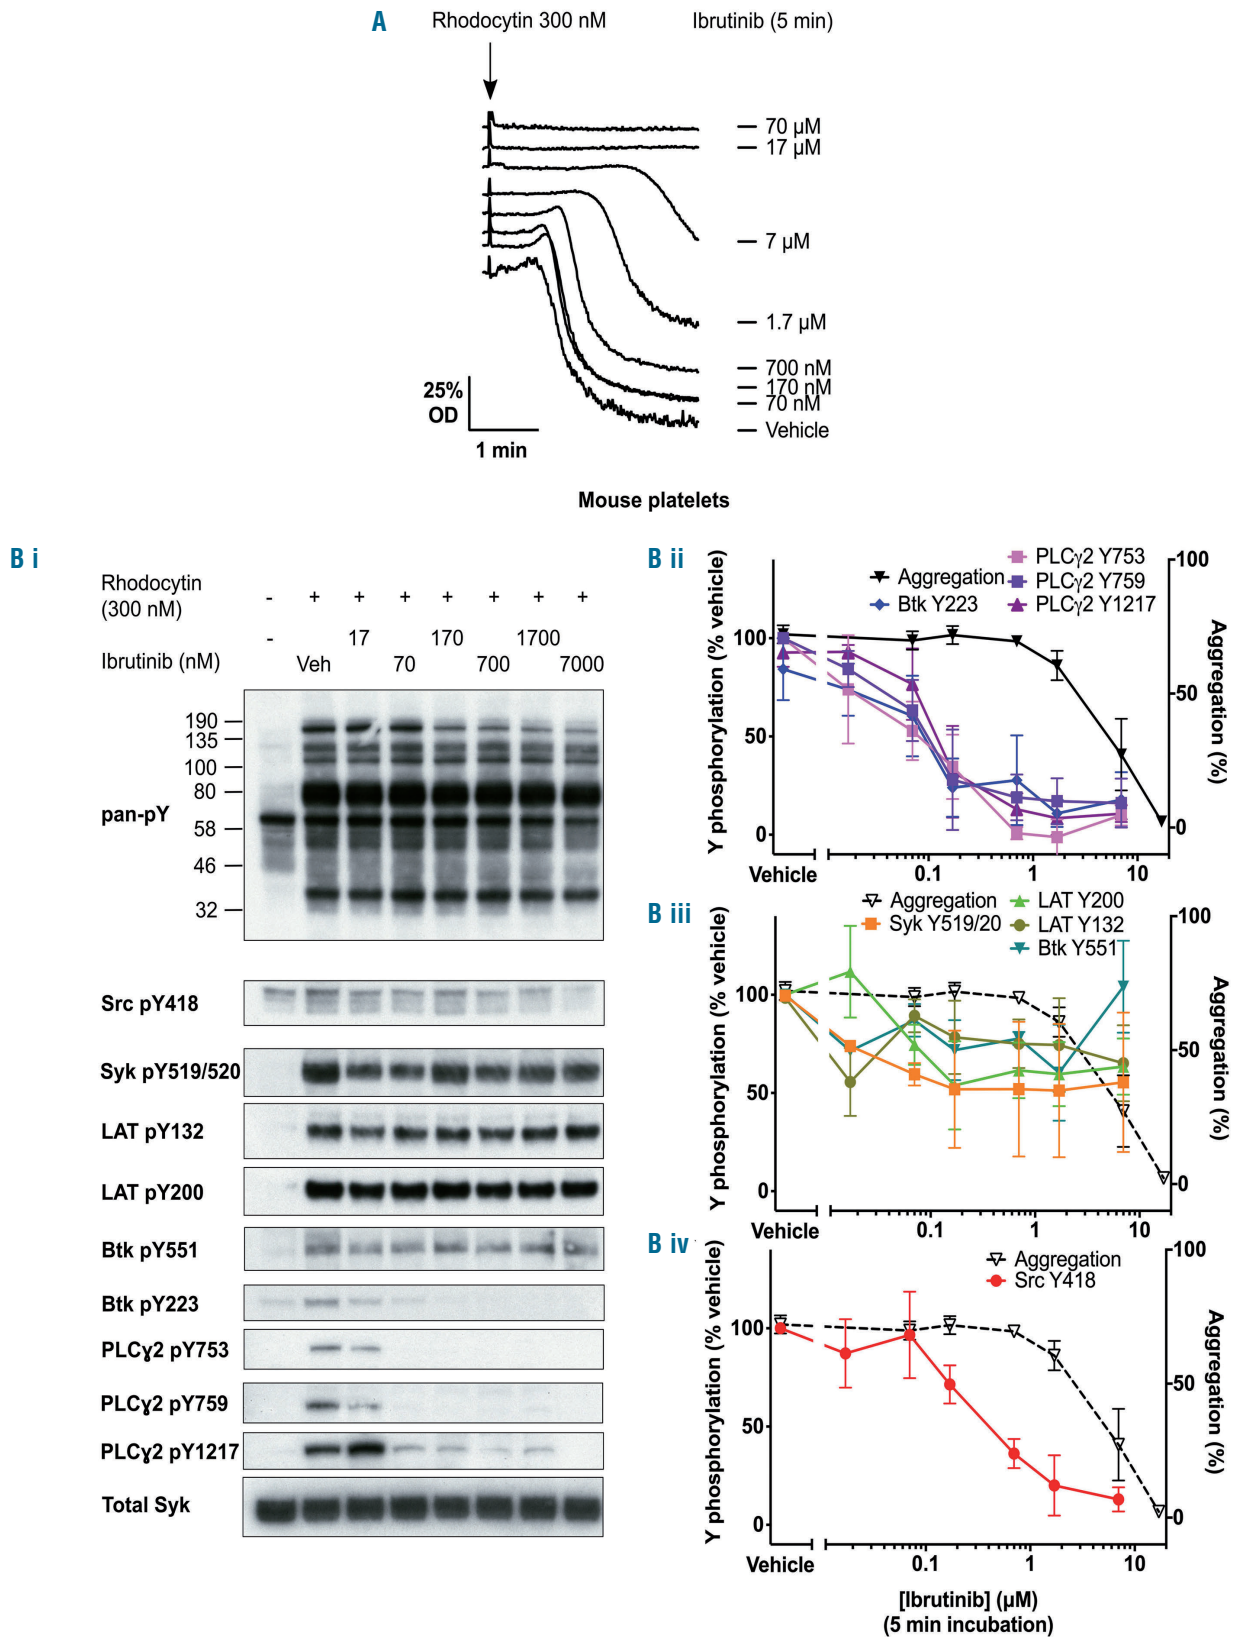 A
Rhodocytin 300 nM
Ibrutinib (5 min)
70 µM
17 µM
7 µM
1.7 µM
700 nM
170 nM
70 nM
Vehicle
25%
OD
1 min
Mouse platelets
B i
Rhodocytin
(300 nM)
- + + + + + + +
Ibrutinib (nM)
- Veh 17 70 170 700 1700 7000
pan-pY
190
135
100
80
58
46
32
Src pY418
Syk pY519/520
LAT pY132
LAT pY200
Btk pY551
Btk pY223
PLCɣ2 pY753
PLCɣ2 pY759
PLCɣ2 pY1217
Total Syk
B ii
Aggregation
Btk Y223
PLCγ2 Y753
PLCγ2 Y759
PLCγ2 Y1217
Y phosphorylation (% vehicle)
100
50
0
Aggregation (%)
100
50
0
Vehicle 0.1 1 10
B iii
Aggregation
Syk Y519/20
LAT Y200
LAT Y132
Btk Y551
Y phosphorylation (% vehicle)
100
50
0
Aggregation (%)
100
50
0
Vehicle 0.1 1 10
B iv
Aggregation
Src Y418
Y phosphorylation (% vehicle)
100
50
0
Aggregation (%)
100
50
0
Vehicle 0.1 1 10
[Ibrutinib] (µM)
(5 min incubation)